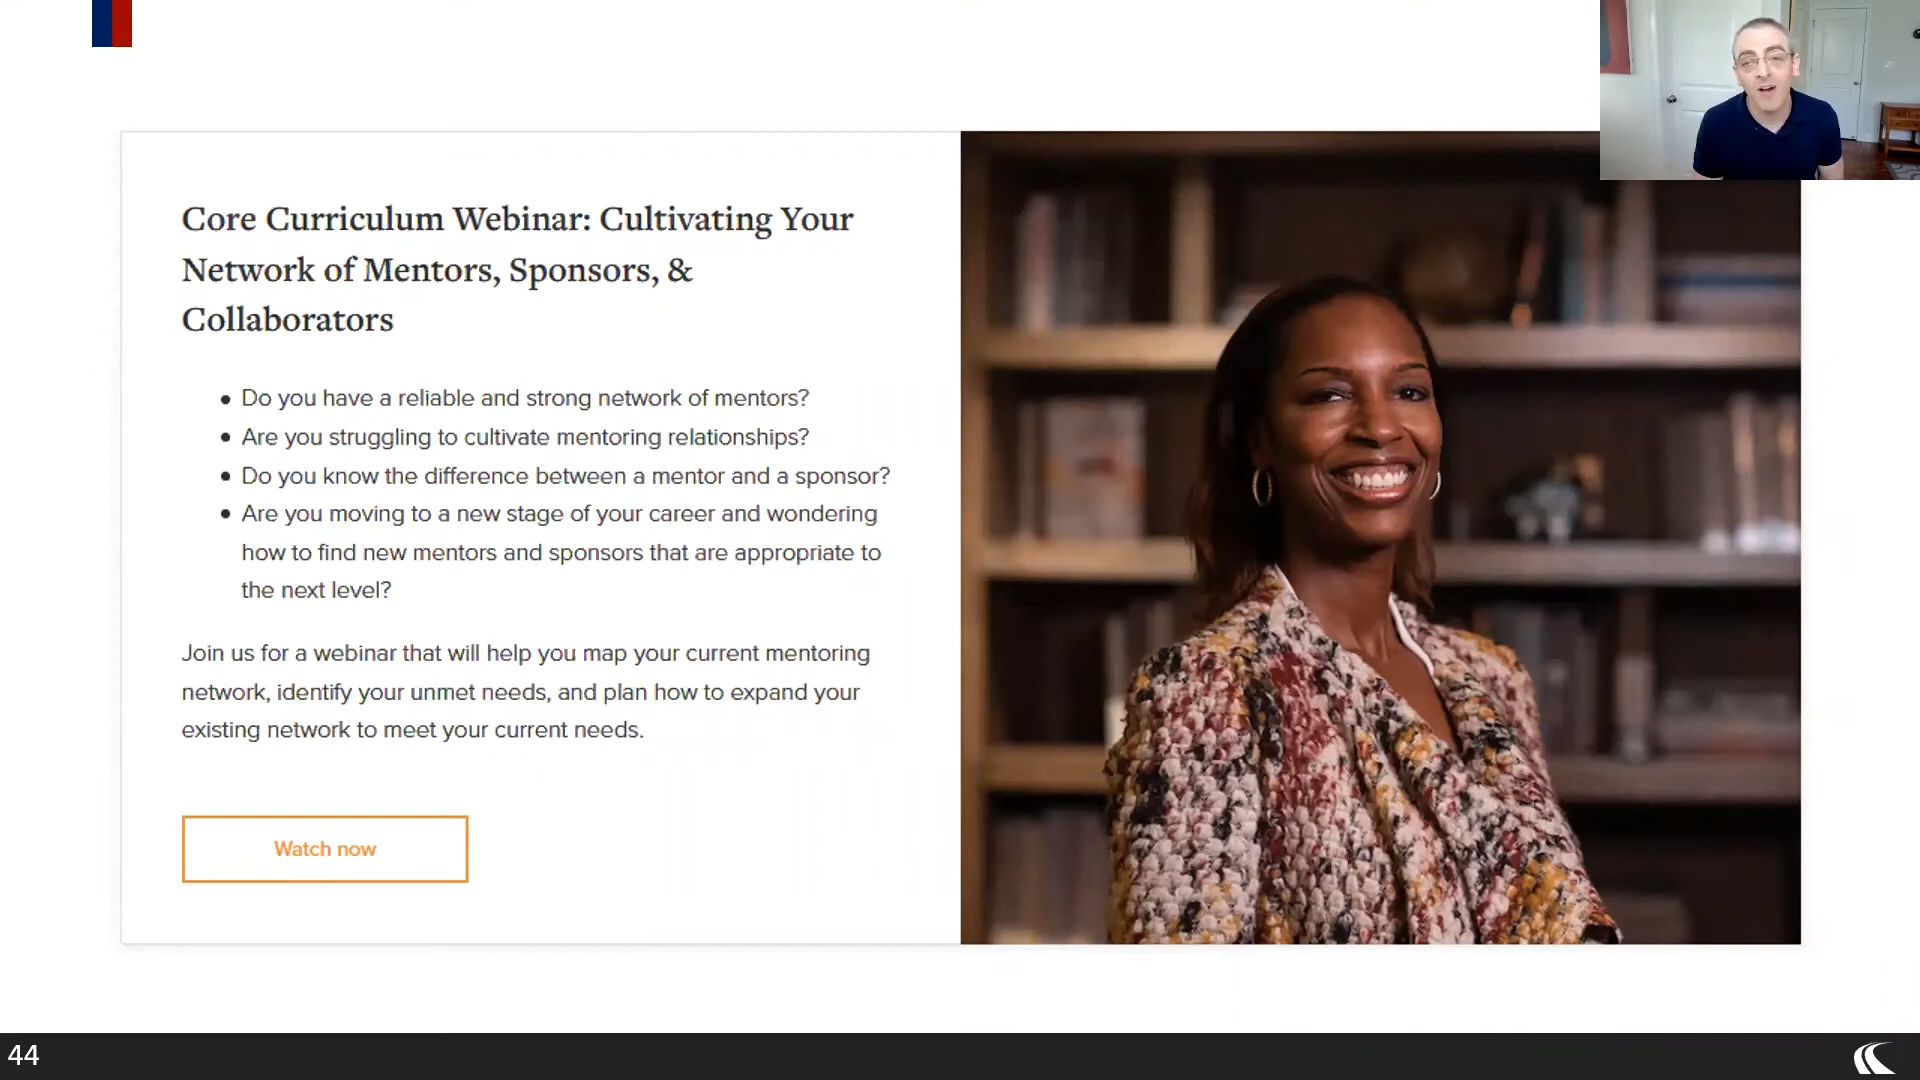 Core Curriculum Webinar: Cultivating Your
Network of Mentors, Sponsors, &
Collaborators
Do you have a reliable and strong network of mentors?
Are you struggling to cultivate mentoring relationships?
Do you know the difference between a mentor and a sponsor?
Are you moving to a new stage of your career and wondering
how to find new mentors and sponsors that are appropriate to
the next level?
Join us for a webinar that will help you map your current mentoring
network, identify your unmet needs, and plan how to expand your
existing network to meet your current needs.
Watch now
44